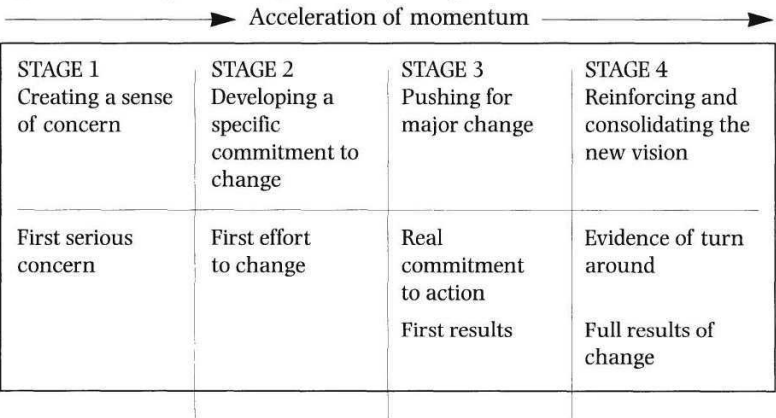 Acceleration of momentum
STAGE 1
Creating a sense
of concern
STAGE 2
Developing a
specific
commitment to
change
STAGE 3
Pushing for
major change
STAGE 4
Reinforcing and
consolidating the
new vision
First serious
concern
First effort
to change
Real
commitment
to action
First results
Evidence of turn
around
Full results of
change